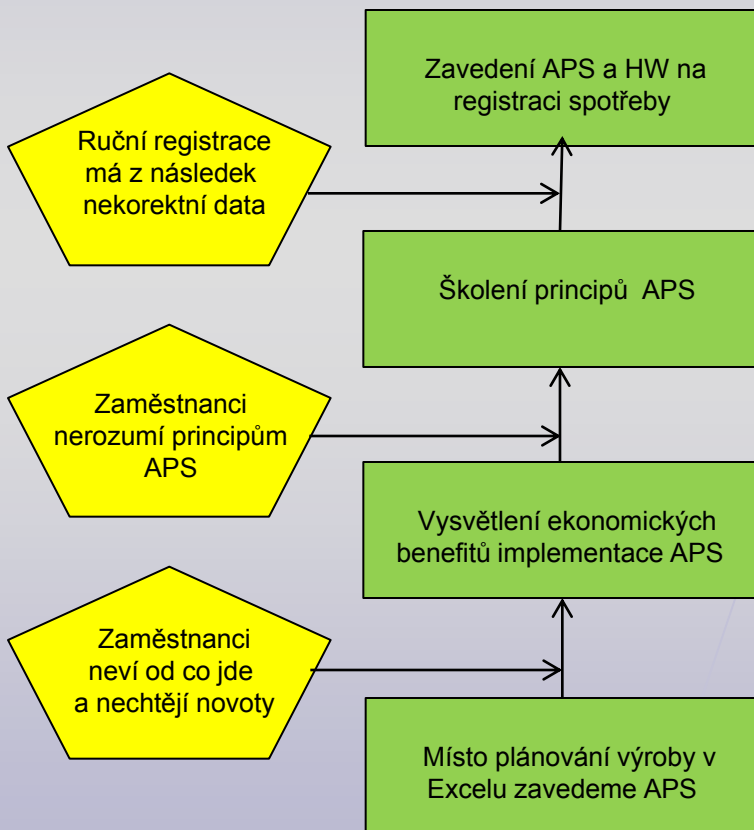 Zavedení APS a HW na
registraci spotřeby
Ruční registrace
má z následek
nekorektní data
Školení principů  APS
Zaměstnanci
nerozumí principům
APS
Vysvětlení ekonomických
benefitů implementace APS
Zaměstnanci
neví od co jde
a nechtějí novoty
Místo plánování výroby v
Excelu zavedeme APS